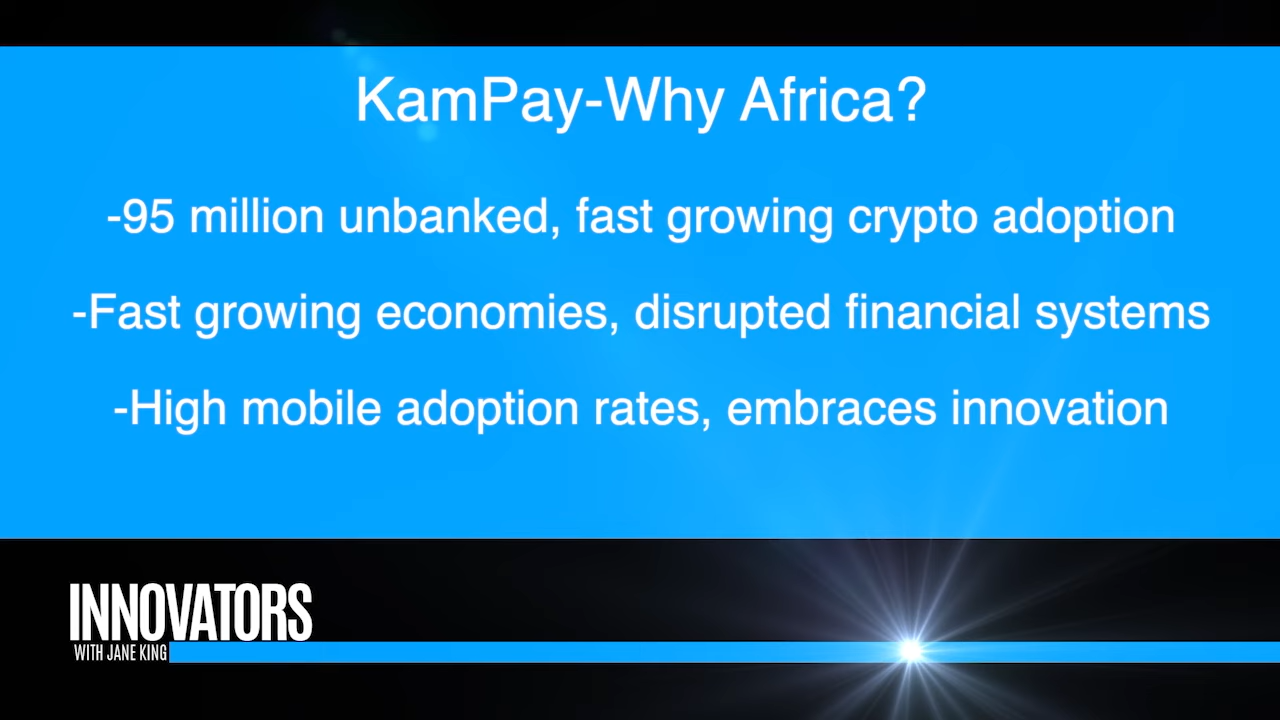 KamPay-Why Africa?
-95 million unbanked, fast growing crypto adoption
-Fast growing economies, disrupted financial systems
-High mobile adoption rates, embraces innovation
INNOVATORS
WITH JANE KING